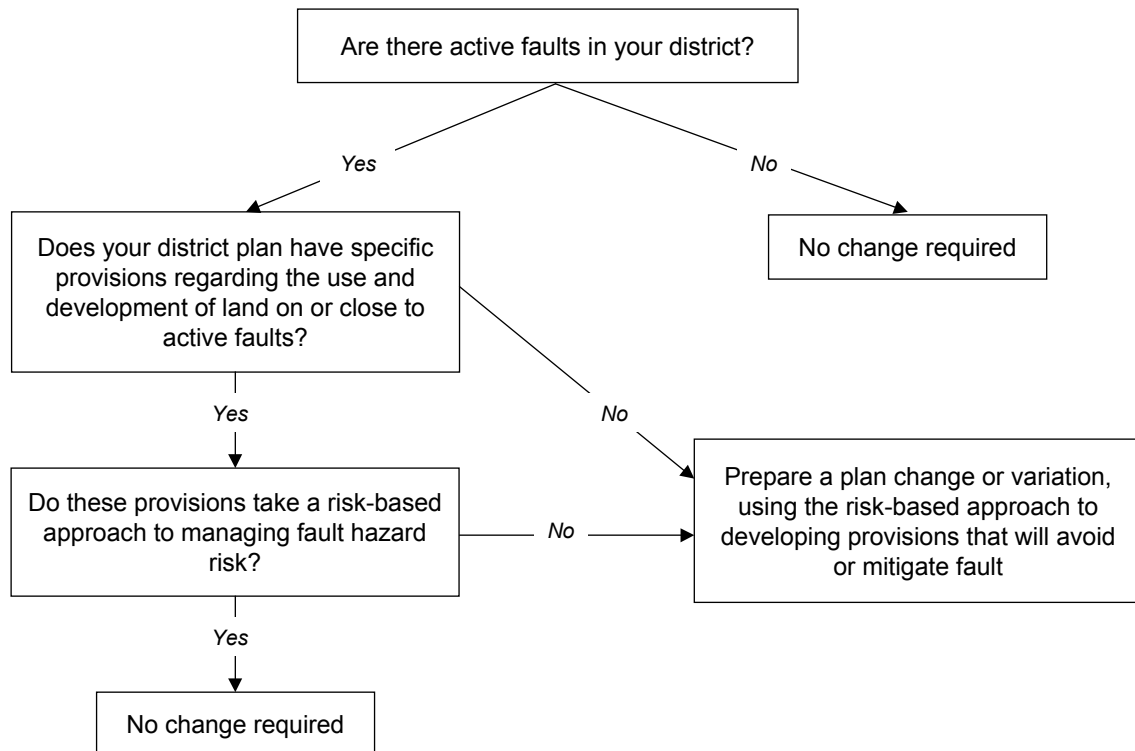 Are there active faults in your district?
Yes
No
Does your district plan have specific
provisions regarding the use and
development of land on or close to
active faults?
No change required
Yes
No
Do these provisions take a risk-based
approach to managing fault hazard
risk?
No
Prepare a plan change or variation,
using the risk-based approach to
developing provisions that will avoid
or mitigate fault
Yes
No change required